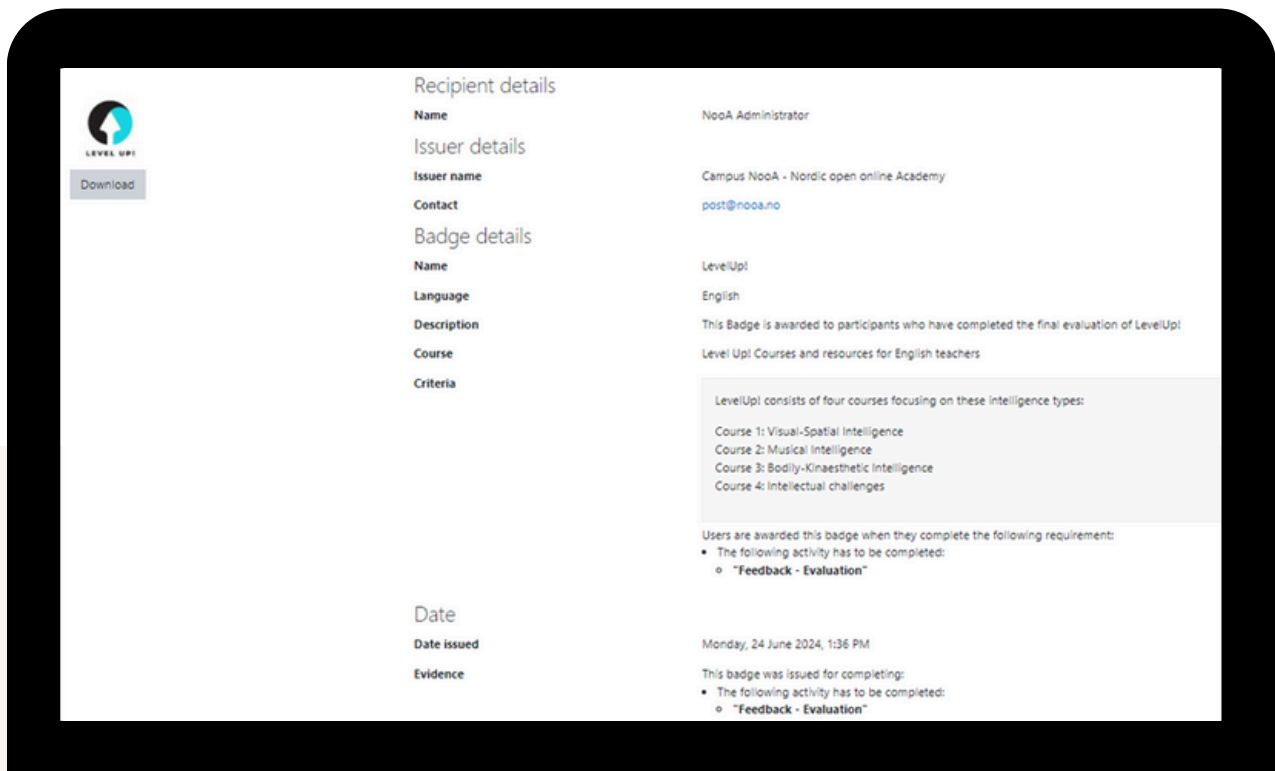 LEVEL UP!
Download
Recipient details
Name NooA Administrator
Issuer details
Issuer name Campus NooA - Nordic open online Academy
Contact post@nooa.no
Badge details
Name LevelUp!
Language English
Description This Badge is awarded to participants who have completed the final evaluation of LevelUp!
Course Level Up! Courses and resources for English teachers
Criteria
LevelUp! consists of four courses focusing on these intelligence types:
Course 1: Visual-Spatial Intelligence
Course 2: Musical Intelligence
Course 3: Bodily-Kinaesthetic Intelligence
Course 4: Intellectual challenges
Users are awarded this badge when they complete the following requirement:
• The following activity has to be completed:
o "Feedback - Evaluation"
Date
Date issued Monday, 24 June 2024, 1:36 PM
Evidence This badge was issued for completing:
• The following activity has to be completed:
o "Feedback - Evaluation"